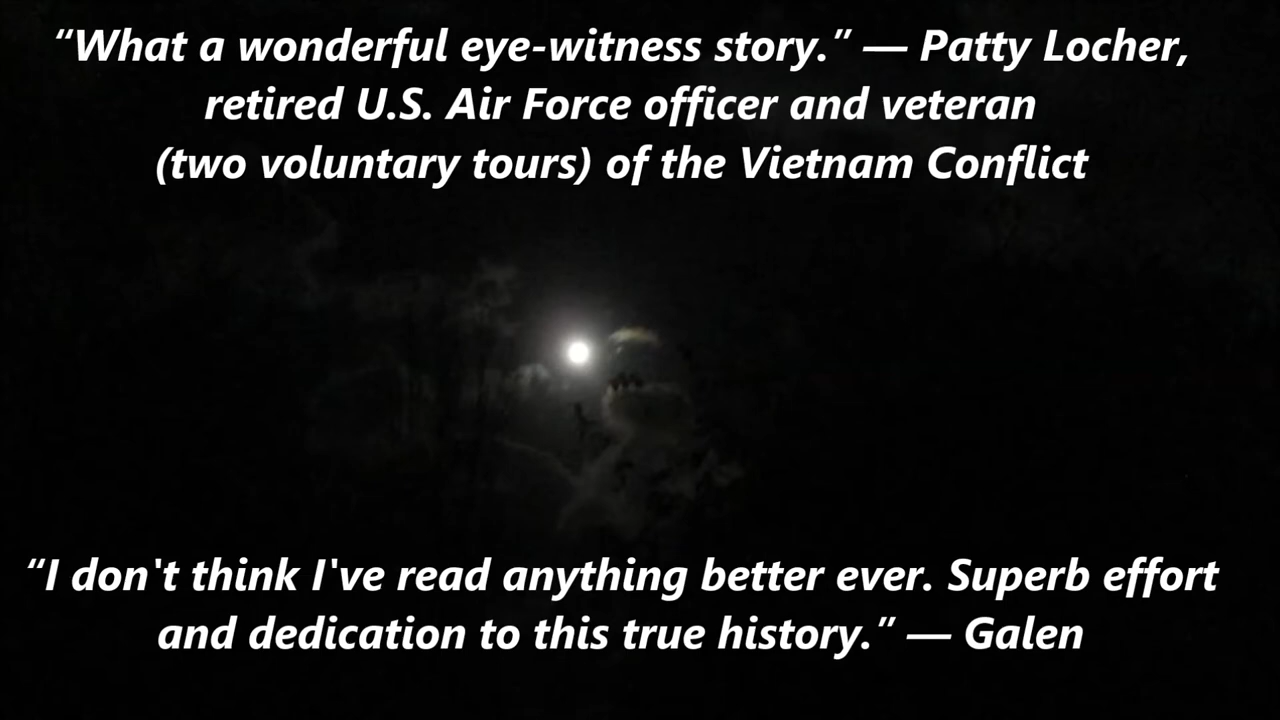 “What a wonderful eye-witness story.” — Patty Locher,
retired U.S. Air Force officer and veteran
(two voluntary tours) of the Vietnam Conflict
“I don't think I've read anything better ever. Superb effort
and dedication to this true history.” — Galen